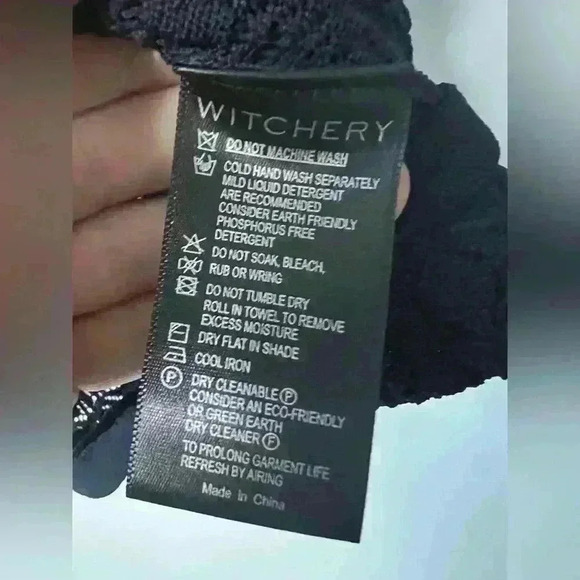 WITCHERY
DO NOT MACHINE WASH
COLD HAND WASH SEPARATELY
MILD LIQUID DETERGENT
ARE RECOMMENDED
CONSIDER EARTH FRIENDLY
PHOSPHORUS FREE
DETERGENT
DO NOT SOAK, BLEACH,
RUB OR WRING
DO NOT TUMBLE DRY
ROLL IN TOWEL TO REMOVE
EXCESS MOISTURE
DRY FLAT IN SHADE
COOL IRON
P DRY CLEANABLE P
CONSIDER AN ECO-FRIENDLY
OR GREEN EARTH
DRY CLEANER P
TO PROLONG GARMENT LIFE
REFRESH BY AIRING
Made In China